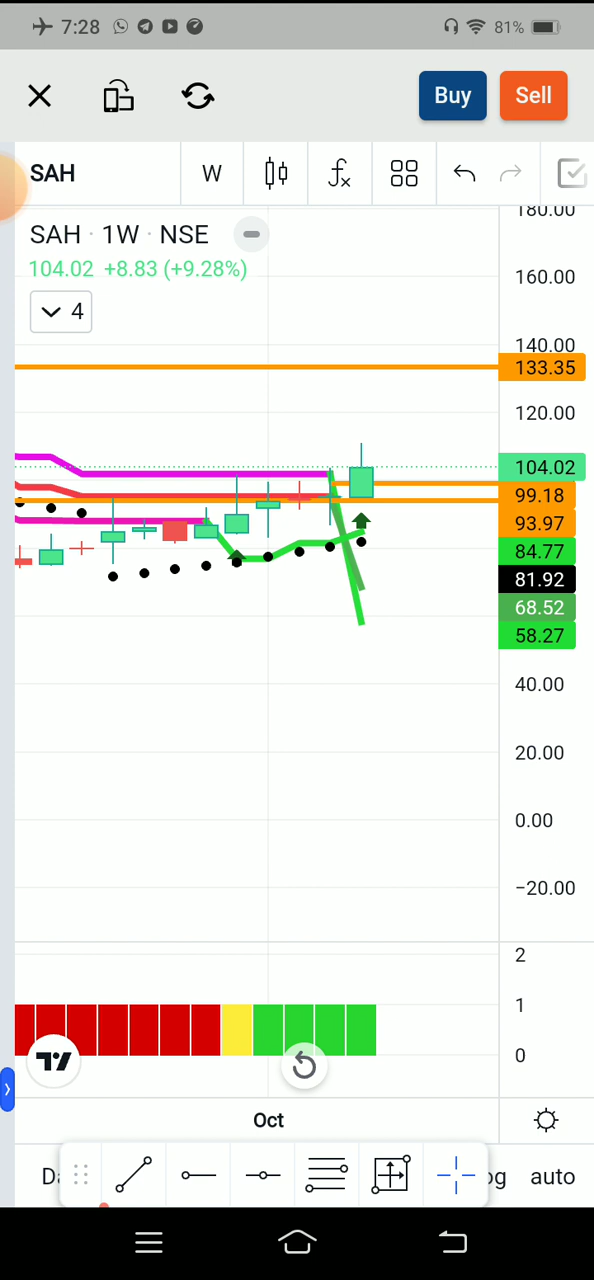 7:28
81%
Buy
Sell
SAH
W
SAH · 1W · NSE
104.02 +8.83 (+9.28%)
4
180.00
160.00
140.00
133.35
120.00
104.02
99.18
93.97
84.77
81.92
68.52
58.27
40.00
20.00
0.00
−20.00
2
1
0
Oct
auto